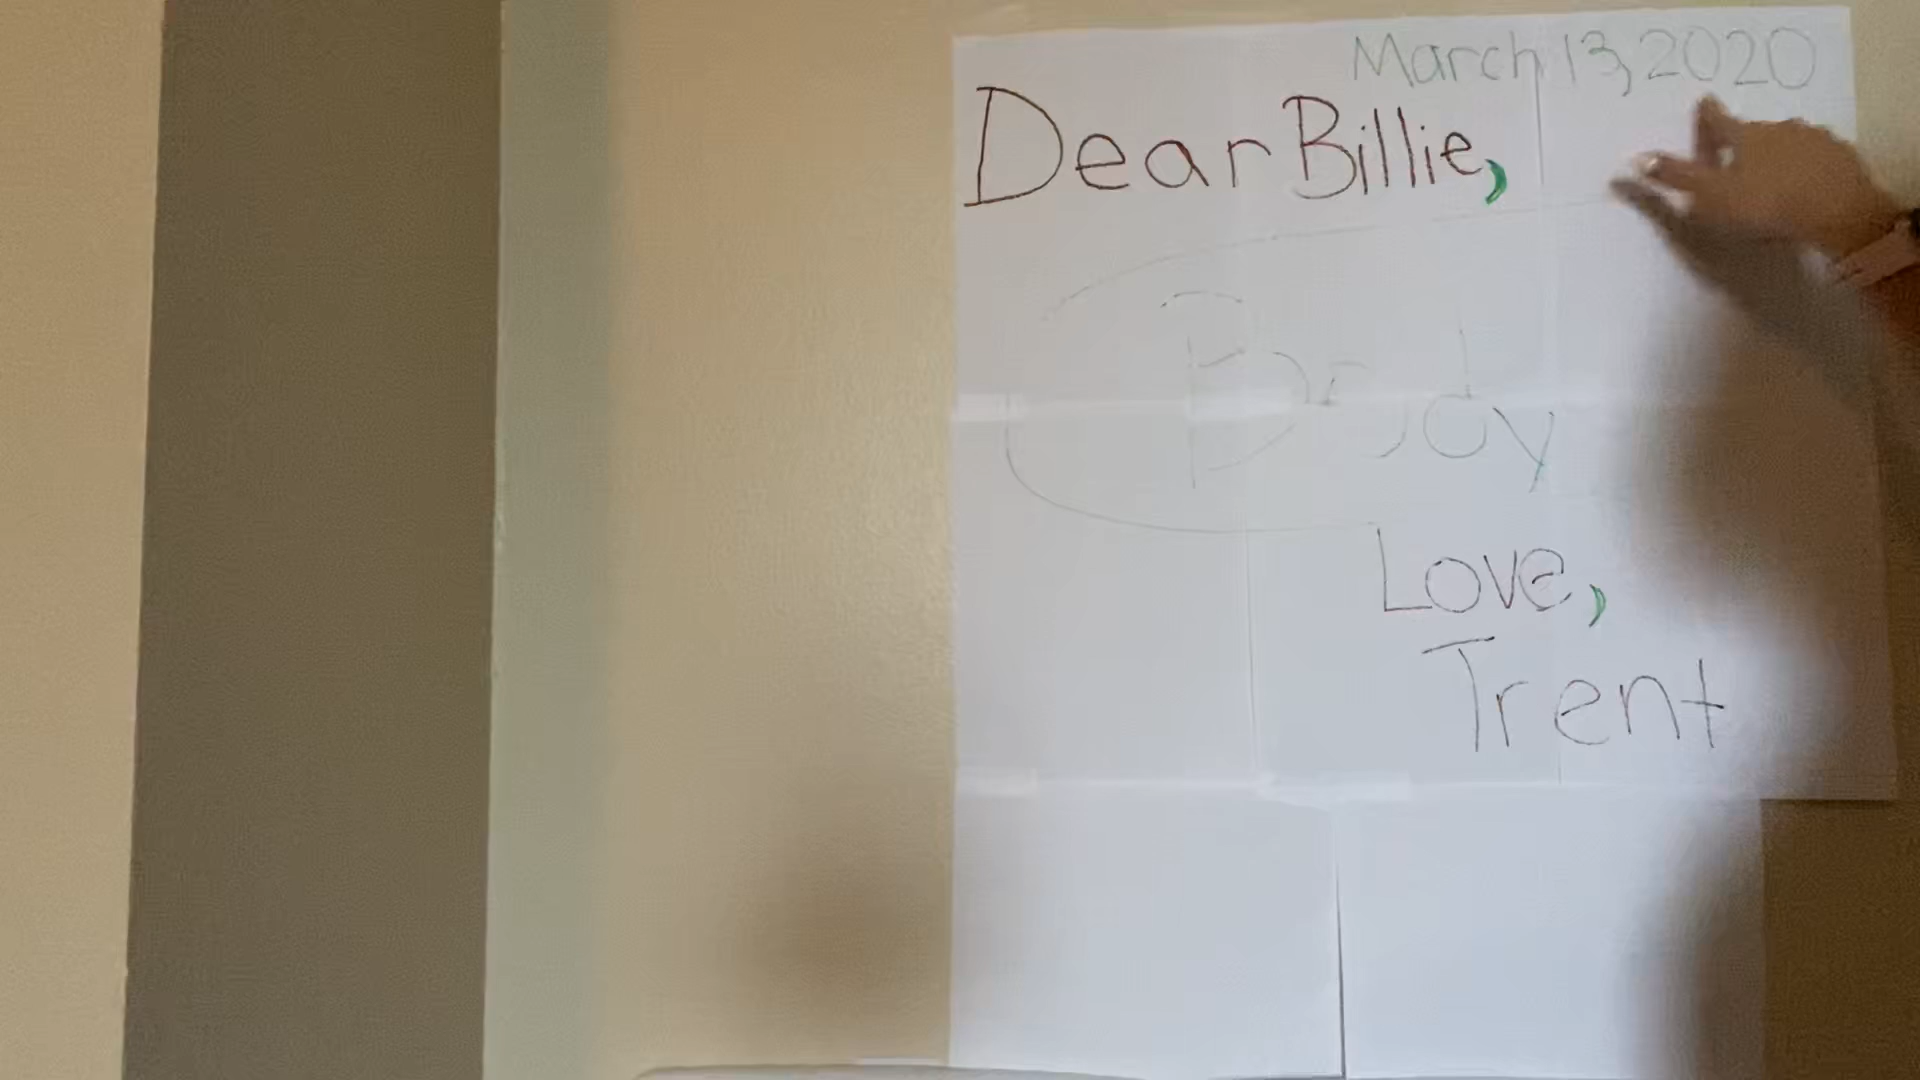 March 13, 2020
Dear Billie,
Body
Love,
Trent